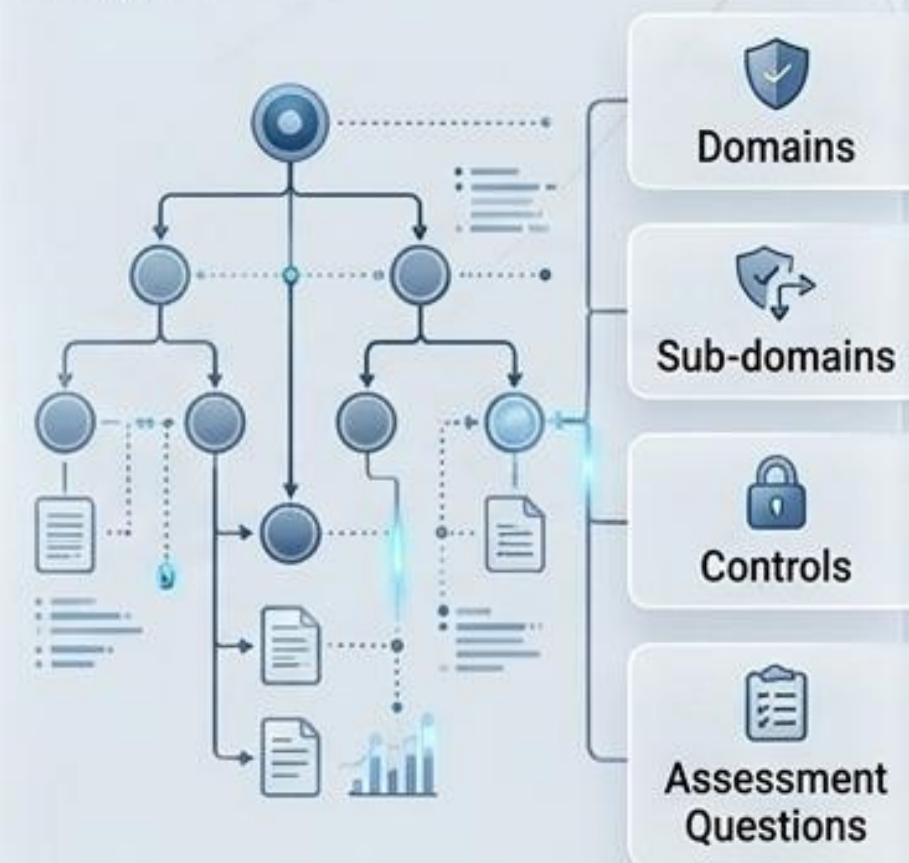 Domains
Sub-domains
Controls
Assessment
Questions